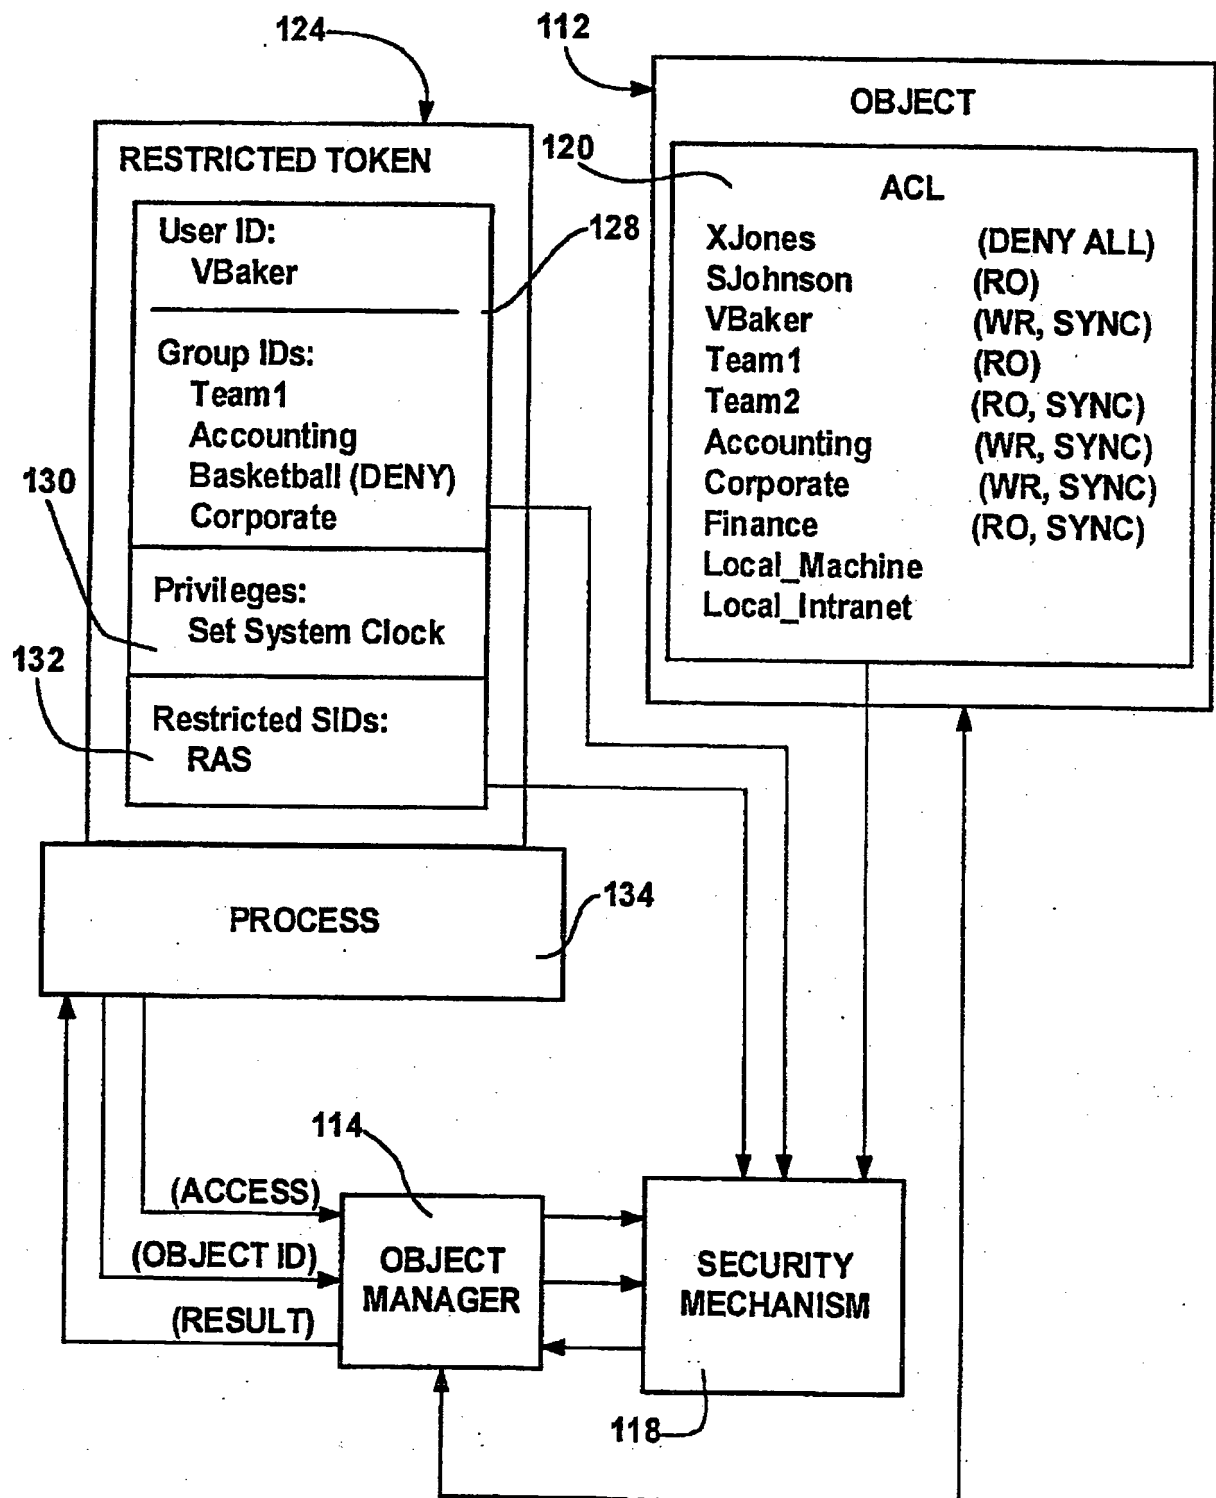 124
112
RESTRICTED TOKEN
User ID:
VBaker
128
Group IDs:
Team1
Accounting
Basketball (DENY)
Corporate
130
Privileges:
Set System Clock
132
Restricted SIDs:
RAS
PROCESS
134
OBJECT
120
ACL
XJones (DENY ALL)
SJohnson (RO)
VBaker (WR, SYNC)
Team1 (RO)
Team2 (RO, SYNC)
Accounting (WR, SYNC)
Corporate (WR, SYNC)
Finance (RO, SYNC)
Local_Machine
Local_Intranet
114
(ACCESS)
(OBJECT ID)
(RESULT)
OBJECT
MANAGER
SECURITY
MECHANISM
118